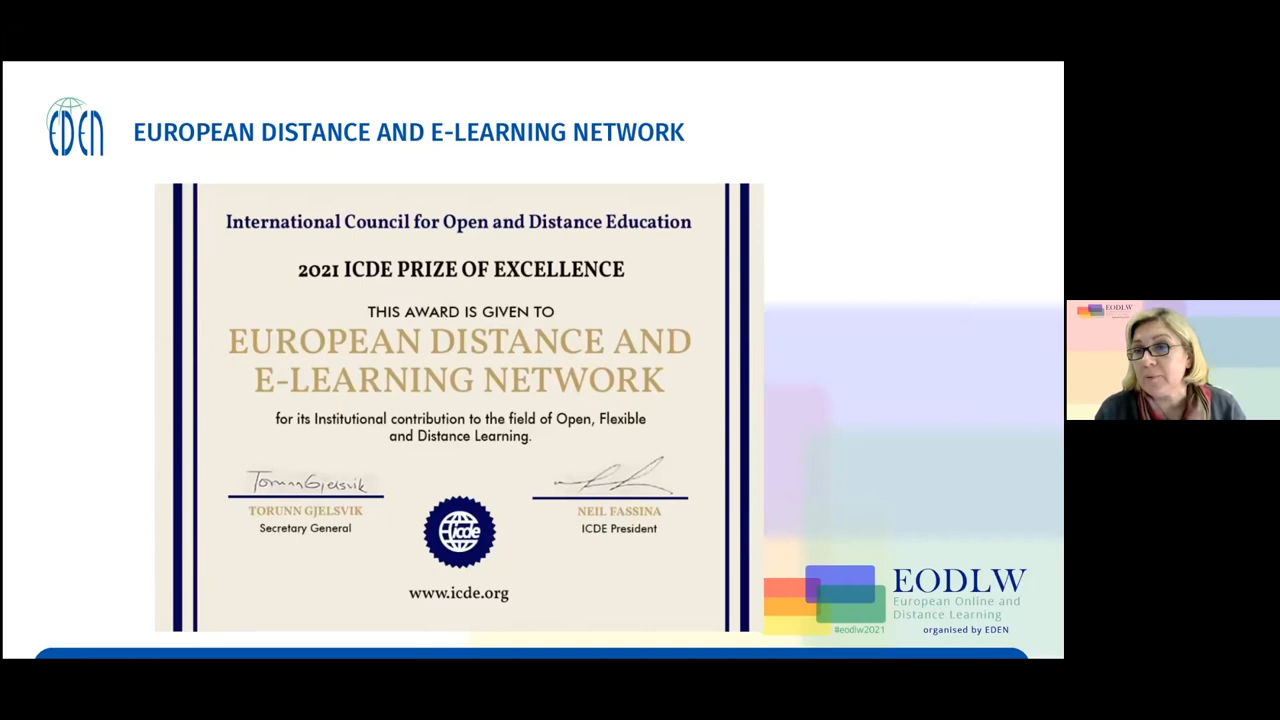 EDEN
EUROPEAN DISTANCE AND E-LEARNING NETWORK
International Council for Open and Distance Education
2021 ICDE PRIZE OF EXCELLENCE
THIS AWARD IS GIVEN TO
EUROPEAN DISTANCE AND
E-LEARNING NETWORK
for its Institutional contribution to the field of Open, Flexible
and Distance Learning.
Torunn Gjelsvik
TORUNN GJELSVIK
Secretary General
NEIL FASSINA
ICDE President
icde
www.icde.org
EODLW
European Online and
Distance Learning
#eodlw2021
organised by EDEN
EODLW